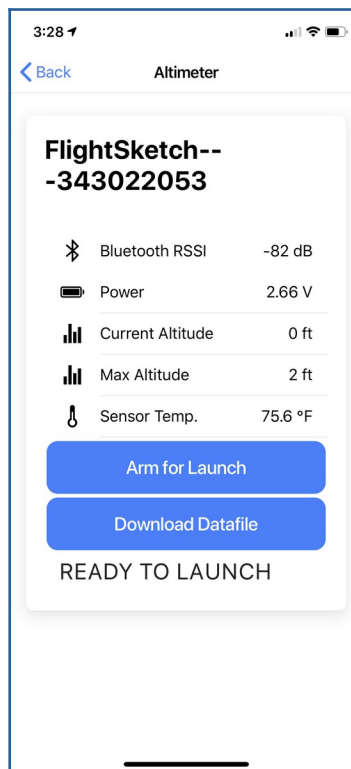 3:28
Back
Altimeter
FlightSketch--
-343022053
Bluetooth RSSI -82 dB
Power 2.66 V
Current Altitude 0 ft
Max Altitude 2 ft
Sensor Temp. 75.6 °F
Arm for Launch
Download Datafile
READY TO LAUNCH